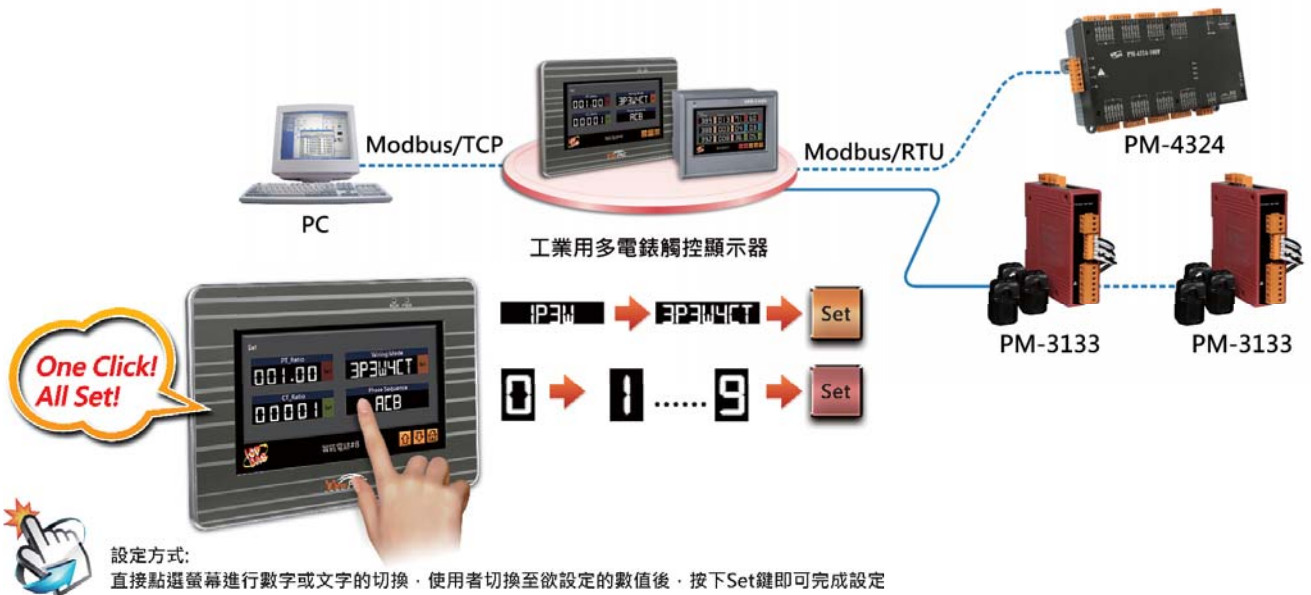 PM-4324
Modbus/TCP
Modbus/RTU
PC
工業用多電錶觸控顯示器
PM-3133
PM-3133
One Click!
All Set!
Set
PT_Ratio
Wiring Mode
001.00
3P3W4CT
CT_Ratio
Phase Sequence
00001
ACB
1P3W
3P3W4CT
Set
0
1
......
9
Set
設定方式:
直接點選螢幕進行數字或文字的切換，使用者切換至欲設定的數值後，按下Set鍵即可完成設定